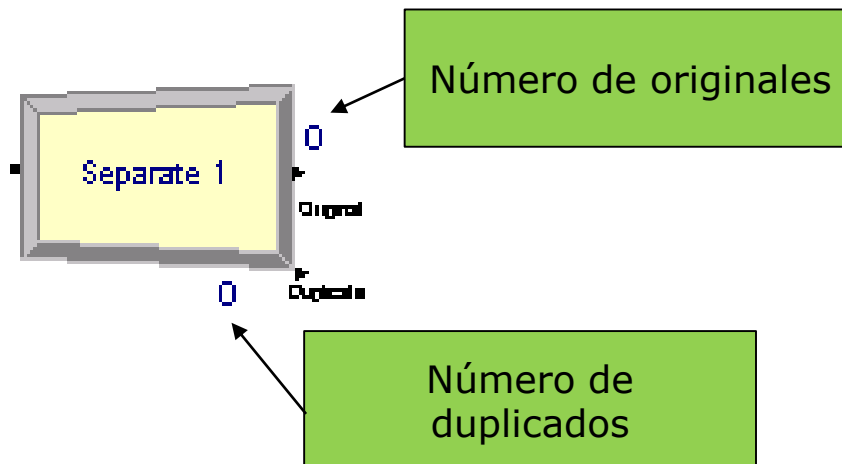 Número de originales
0
Separate 1
Original
0
Duplicate
Número de
duplicados